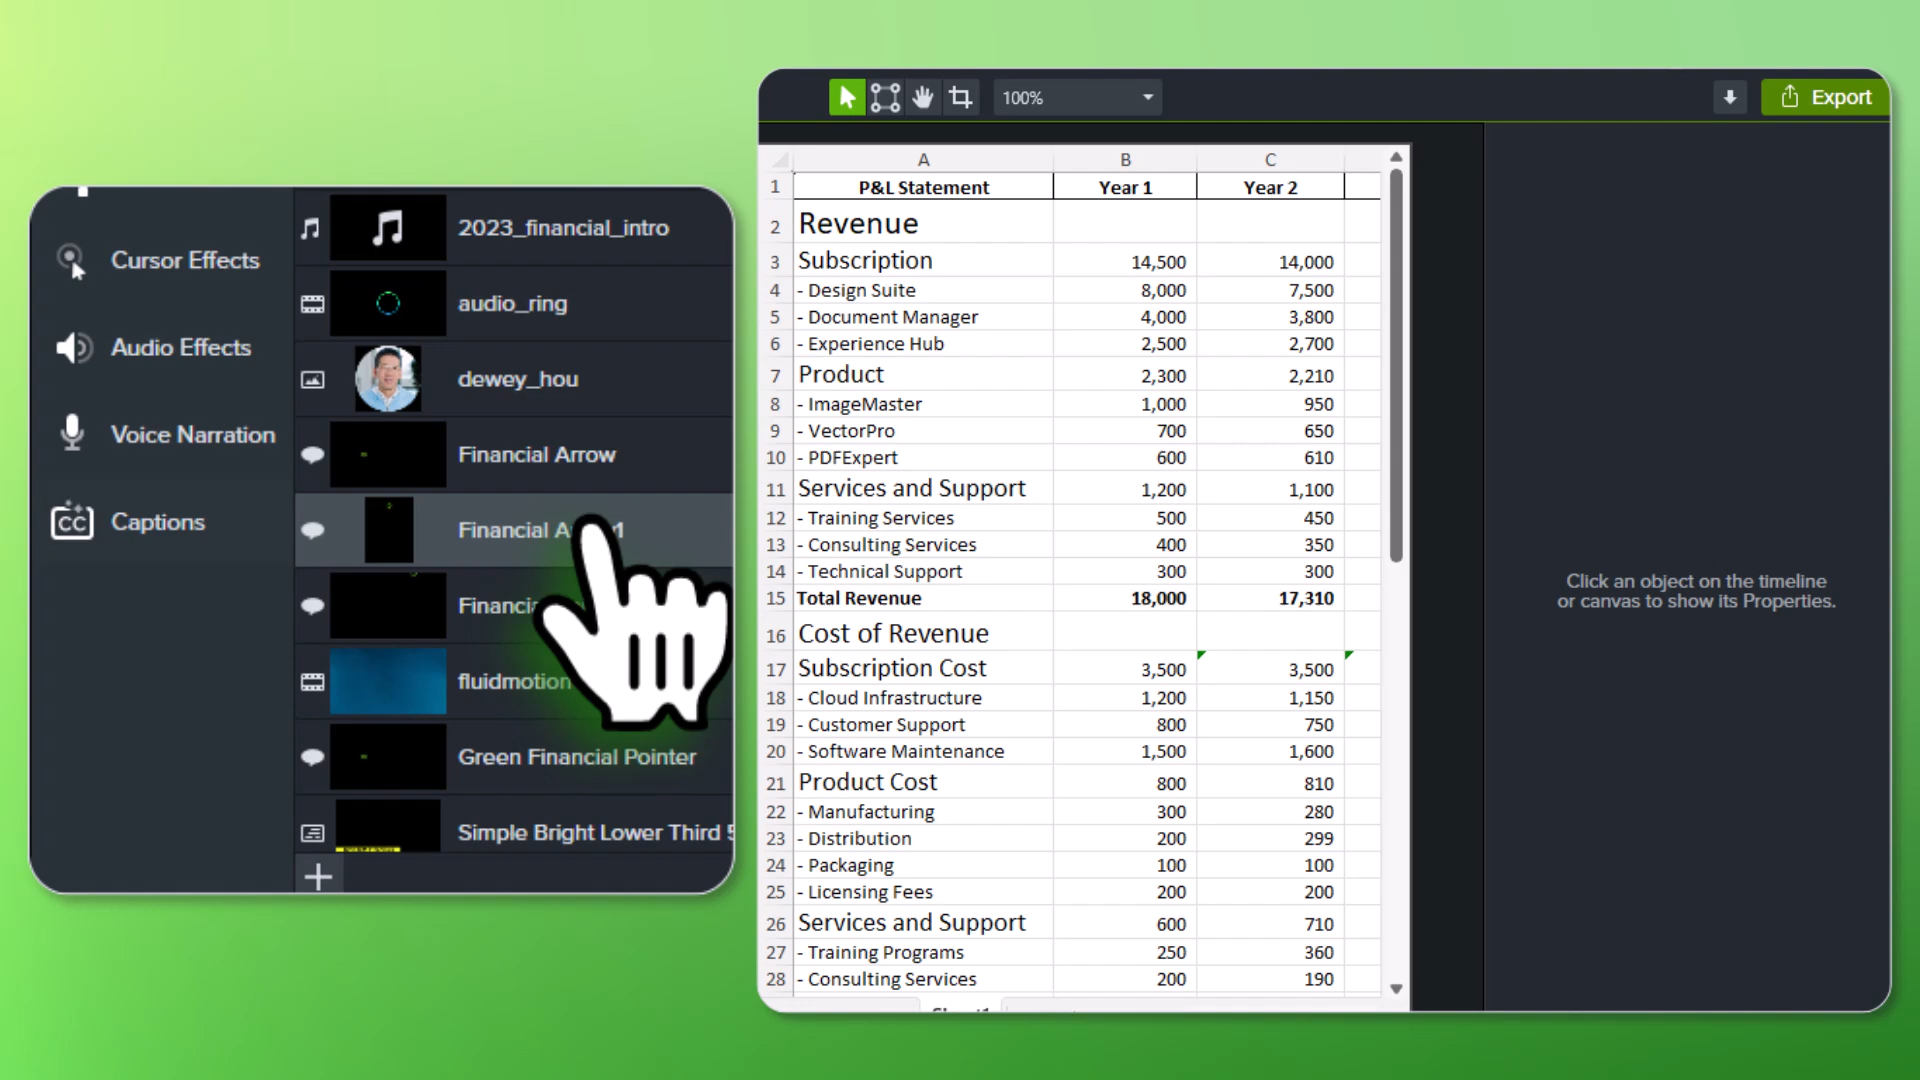 Cursor Effects
Audio Effects
Voice Narration
Captions
2023_financial_intro
audio_ring
dewey_hou
Financial Arrow
Financial
fluidmotion
Green Financial Pointer
Simple Bright Lower Third
100%
Export
A B C
1 P&L Statement Year 1 Year 2
2 Revenue
3 Subscription 14,500 14,000
4 - Design Suite 8,000 7,500
5 - Document Manager 4,000 3,800
6 - Experience Hub 2,500 2,700
7 Product 2,300 2,210
8 - ImageMaster 1,000 950
9 - VectorPro 700 650
10 - PDFExpert 600 610
11 Services and Support 1,200 1,100
12 - Training Services 500 450
13 - Consulting Services 400 350
14 - Technical Support 300 300
15 Total Revenue 18,000 17,310
16 Cost of Revenue
17 Subscription Cost 3,500 3,500
18 - Cloud Infrastructure 1,200 1,150
19 - Customer Support 800 750
20 - Software Maintenance 1,500 1,600
21 Product Cost 800 810
22 - Manufacturing 300 280
23 - Distribution 200 299
24 - Packaging 100 100
25 - Licensing Fees 200 200
26 Services and Support 600 710
27 - Training Programs 250 360
28 - Consulting Services 200 190
Click an object on the timeline
or canvas to show its Properties.